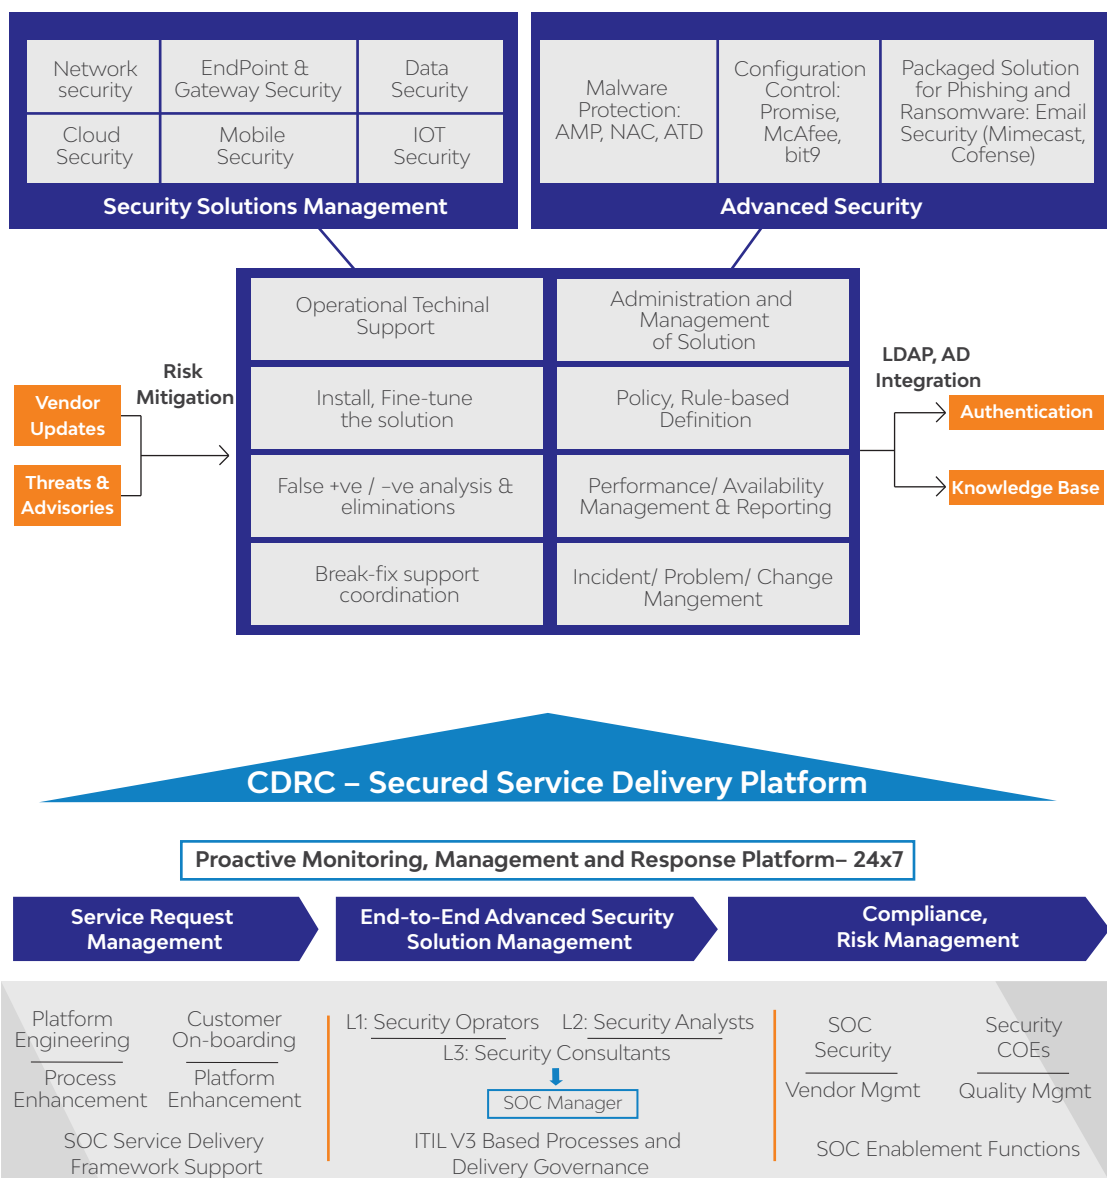 Network
security
EndPoint &
Gateway Security
Data
Security
Cloud
Security
Mobile
Security
IOT
Security
Security Solutions Management
Malware
Protection:
AMP, NAC, ATD
Configuration
Control:
Promise,
McAfee,
bit9
Packaged Solution
for Phishing and
Ransomware: Email
Security (Mimecast,
Cofense)
Advanced Security
Operational Techinal
Support
Administration and
Management
of Solution
Install, Fine-tune
the solution
Policy, Rule-based
Definition
False +ve / –ve analysis &
eliminations
Performance/ Availability
Management & Reporting
Break-fix support
coordination
Incident/ Problem/ Change
Mangement
Risk
Mitigation
Vendor
Updates
Threats &
Advisories
LDAP, AD
Integration
Authentication
Knowledge Base
CDRC – Secured Service Delivery Platform
Proactive Monitoring, Management and Response Platform– 24x7
Service Request
Management
End-to-End Advanced Security
Solution Management
Compliance,
Risk Management
Platform
Engineering
Customer
On-boarding
Process
Enhancement
Platform
Enhancement
SOC Service Delivery
Framework Support
L1: Security Oprators
L2: Security Analysts
L3: Security Consultants
SOC Manager
ITIL V3 Based Processes and
Delivery Governance
SOC
Security
Security
COEs
Vendor Mgmt
Quality Mgmt
SOC Enablement Functions